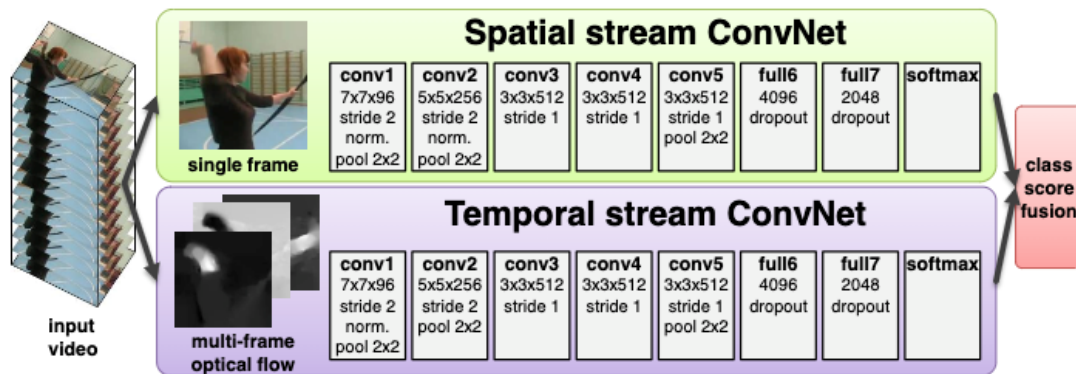 Spatial stream ConvNet
conv1
7x7x96
stride 2
norm.
pool 2x2
conv2
5x5x256
stride 2
norm.
pool 2x2
conv3
3x3x512
stride 1
conv4
3x3x512
stride 1
conv5
3x3x512
stride 1
pool 2x2
full6
4096
dropout
full7
2048
dropout
softmax
single frame
Temporal stream ConvNet
conv1
7x7x96
stride 2
norm.
pool 2x2
conv2
5x5x256
stride 2
pool 2x2
conv3
3x3x512
stride 1
conv4
3x3x512
stride 1
conv5
3x3x512
stride 1
pool 2x2
full6
4096
dropout
full7
2048
dropout
softmax
multi-frame
optical flow
input
video
class
score
fusion